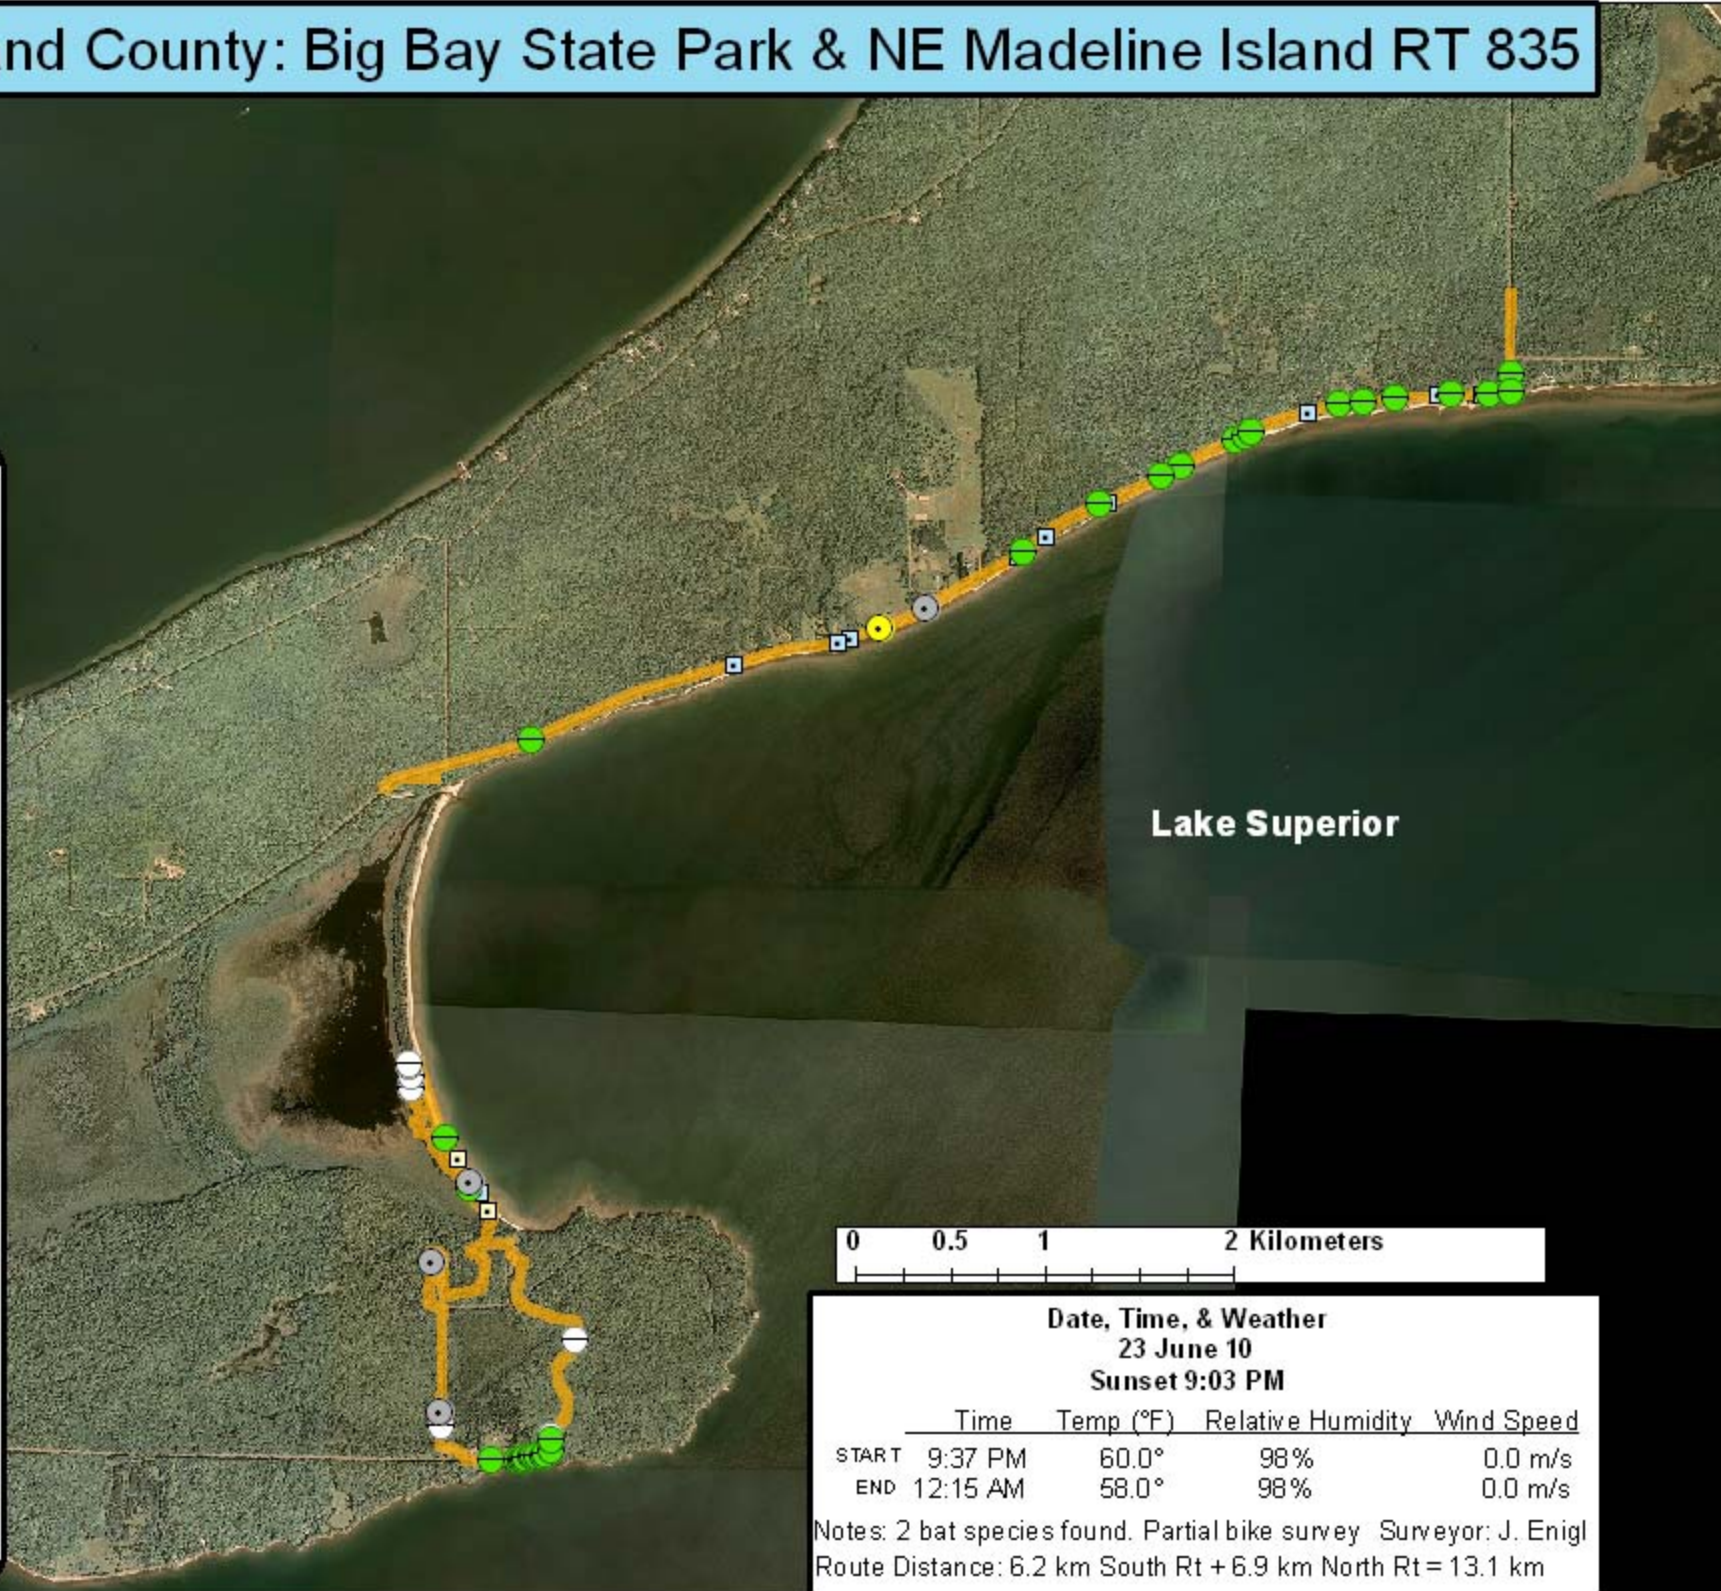 nd County: Big Bay State Park & NE Madeline Island RT 835
Lake Superior
0 0.5 1 2 Kilometers
Date, Time, & Weather
23 June 10
Sunset 9:03 PM
Time Temp (°F) Relative Humidity Wind Speed
START 9:37 PM 60.0° 98% 0.0 m/s
END 12:15 AM 58.0° 98% 0.0 m/s
Notes: 2 bat species found. Partial bike survey Surveyor: J. Enigl
Route Distance: 6.2 km South Rt + 6.9 km North Rt = 13.1 km